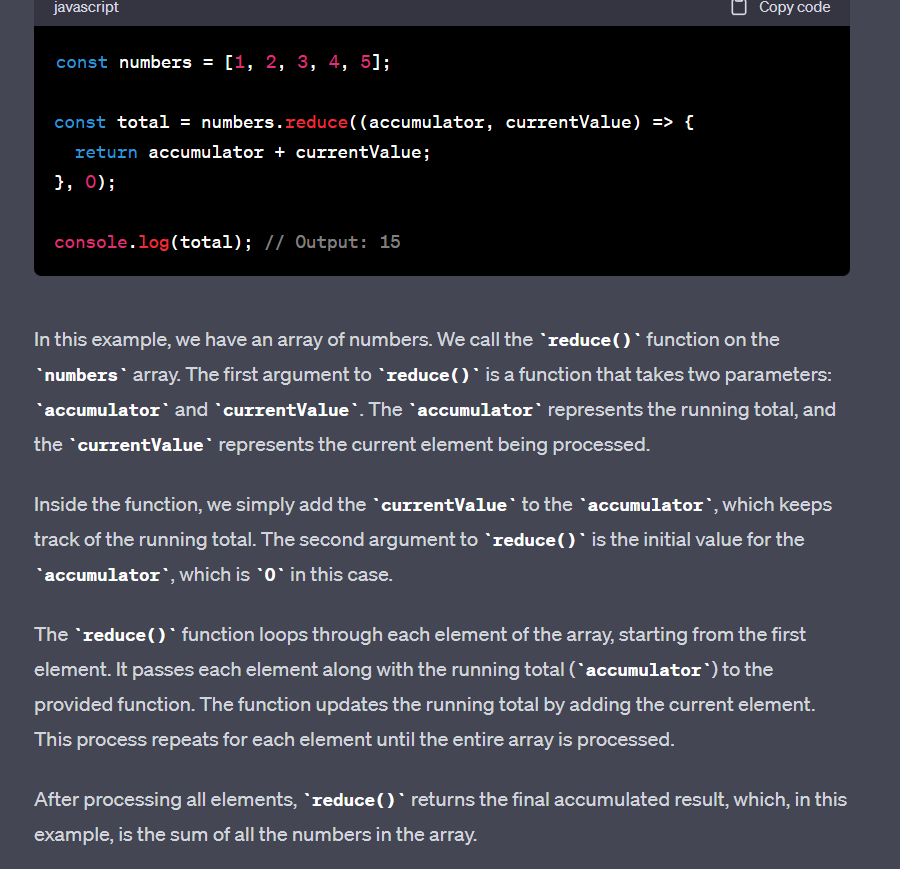 javascript Copy code
const numbers = [1, 2, 3, 4, 5];
const total = numbers.reduce((accumulator, currentValue) => {
  return accumulator + currentValue;
}, 0);
console.log(total); // Output: 15
In this example, we have an array of numbers. We call the `reduce()` function on the
`numbers` array. The first argument to `reduce()` is a function that takes two parameters:
`accumulator` and `currentValue`. The `accumulator` represents the running total, and
the `currentValue` represents the current element being processed.
Inside the function, we simply add the `currentValue` to the `accumulator`, which keeps
track of the running total. The second argument to `reduce()` is the initial value for the
`accumulator`, which is `0` in this case.
The `reduce()` function loops through each element of the array, starting from the first
element. It passes each element along with the running total (`accumulator`) to the
provided function. The function updates the running total by adding the current element.
This process repeats for each element until the entire array is processed.
After processing all elements, `reduce()` returns the final accumulated result, which, in this
example, is the sum of all the numbers in the array.